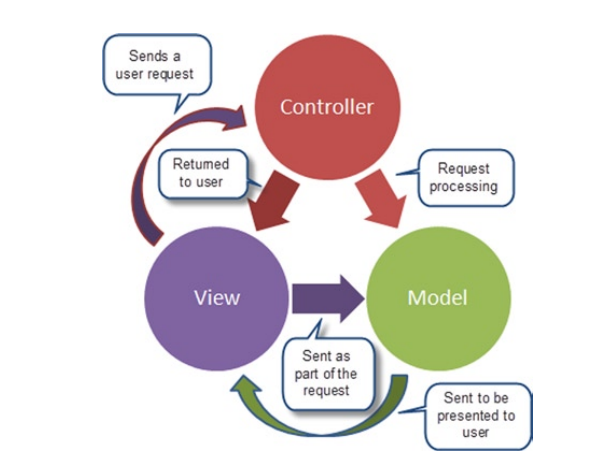 Sends a
user request
Controller
Returned
to user
Request
processing
View
Model
Sent as
part of the
request
Sent to be
presented to
user